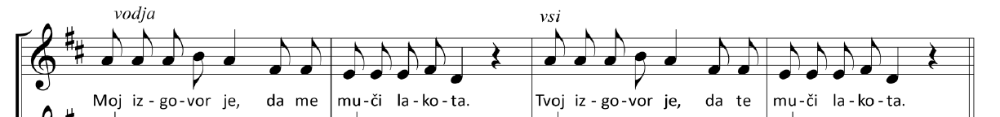 vodja vsi
Moj iz - go - vor je, da me mu - či la - ko - ta. Tvoj iz - go - vor je, da te mu - či la - ko - ta.